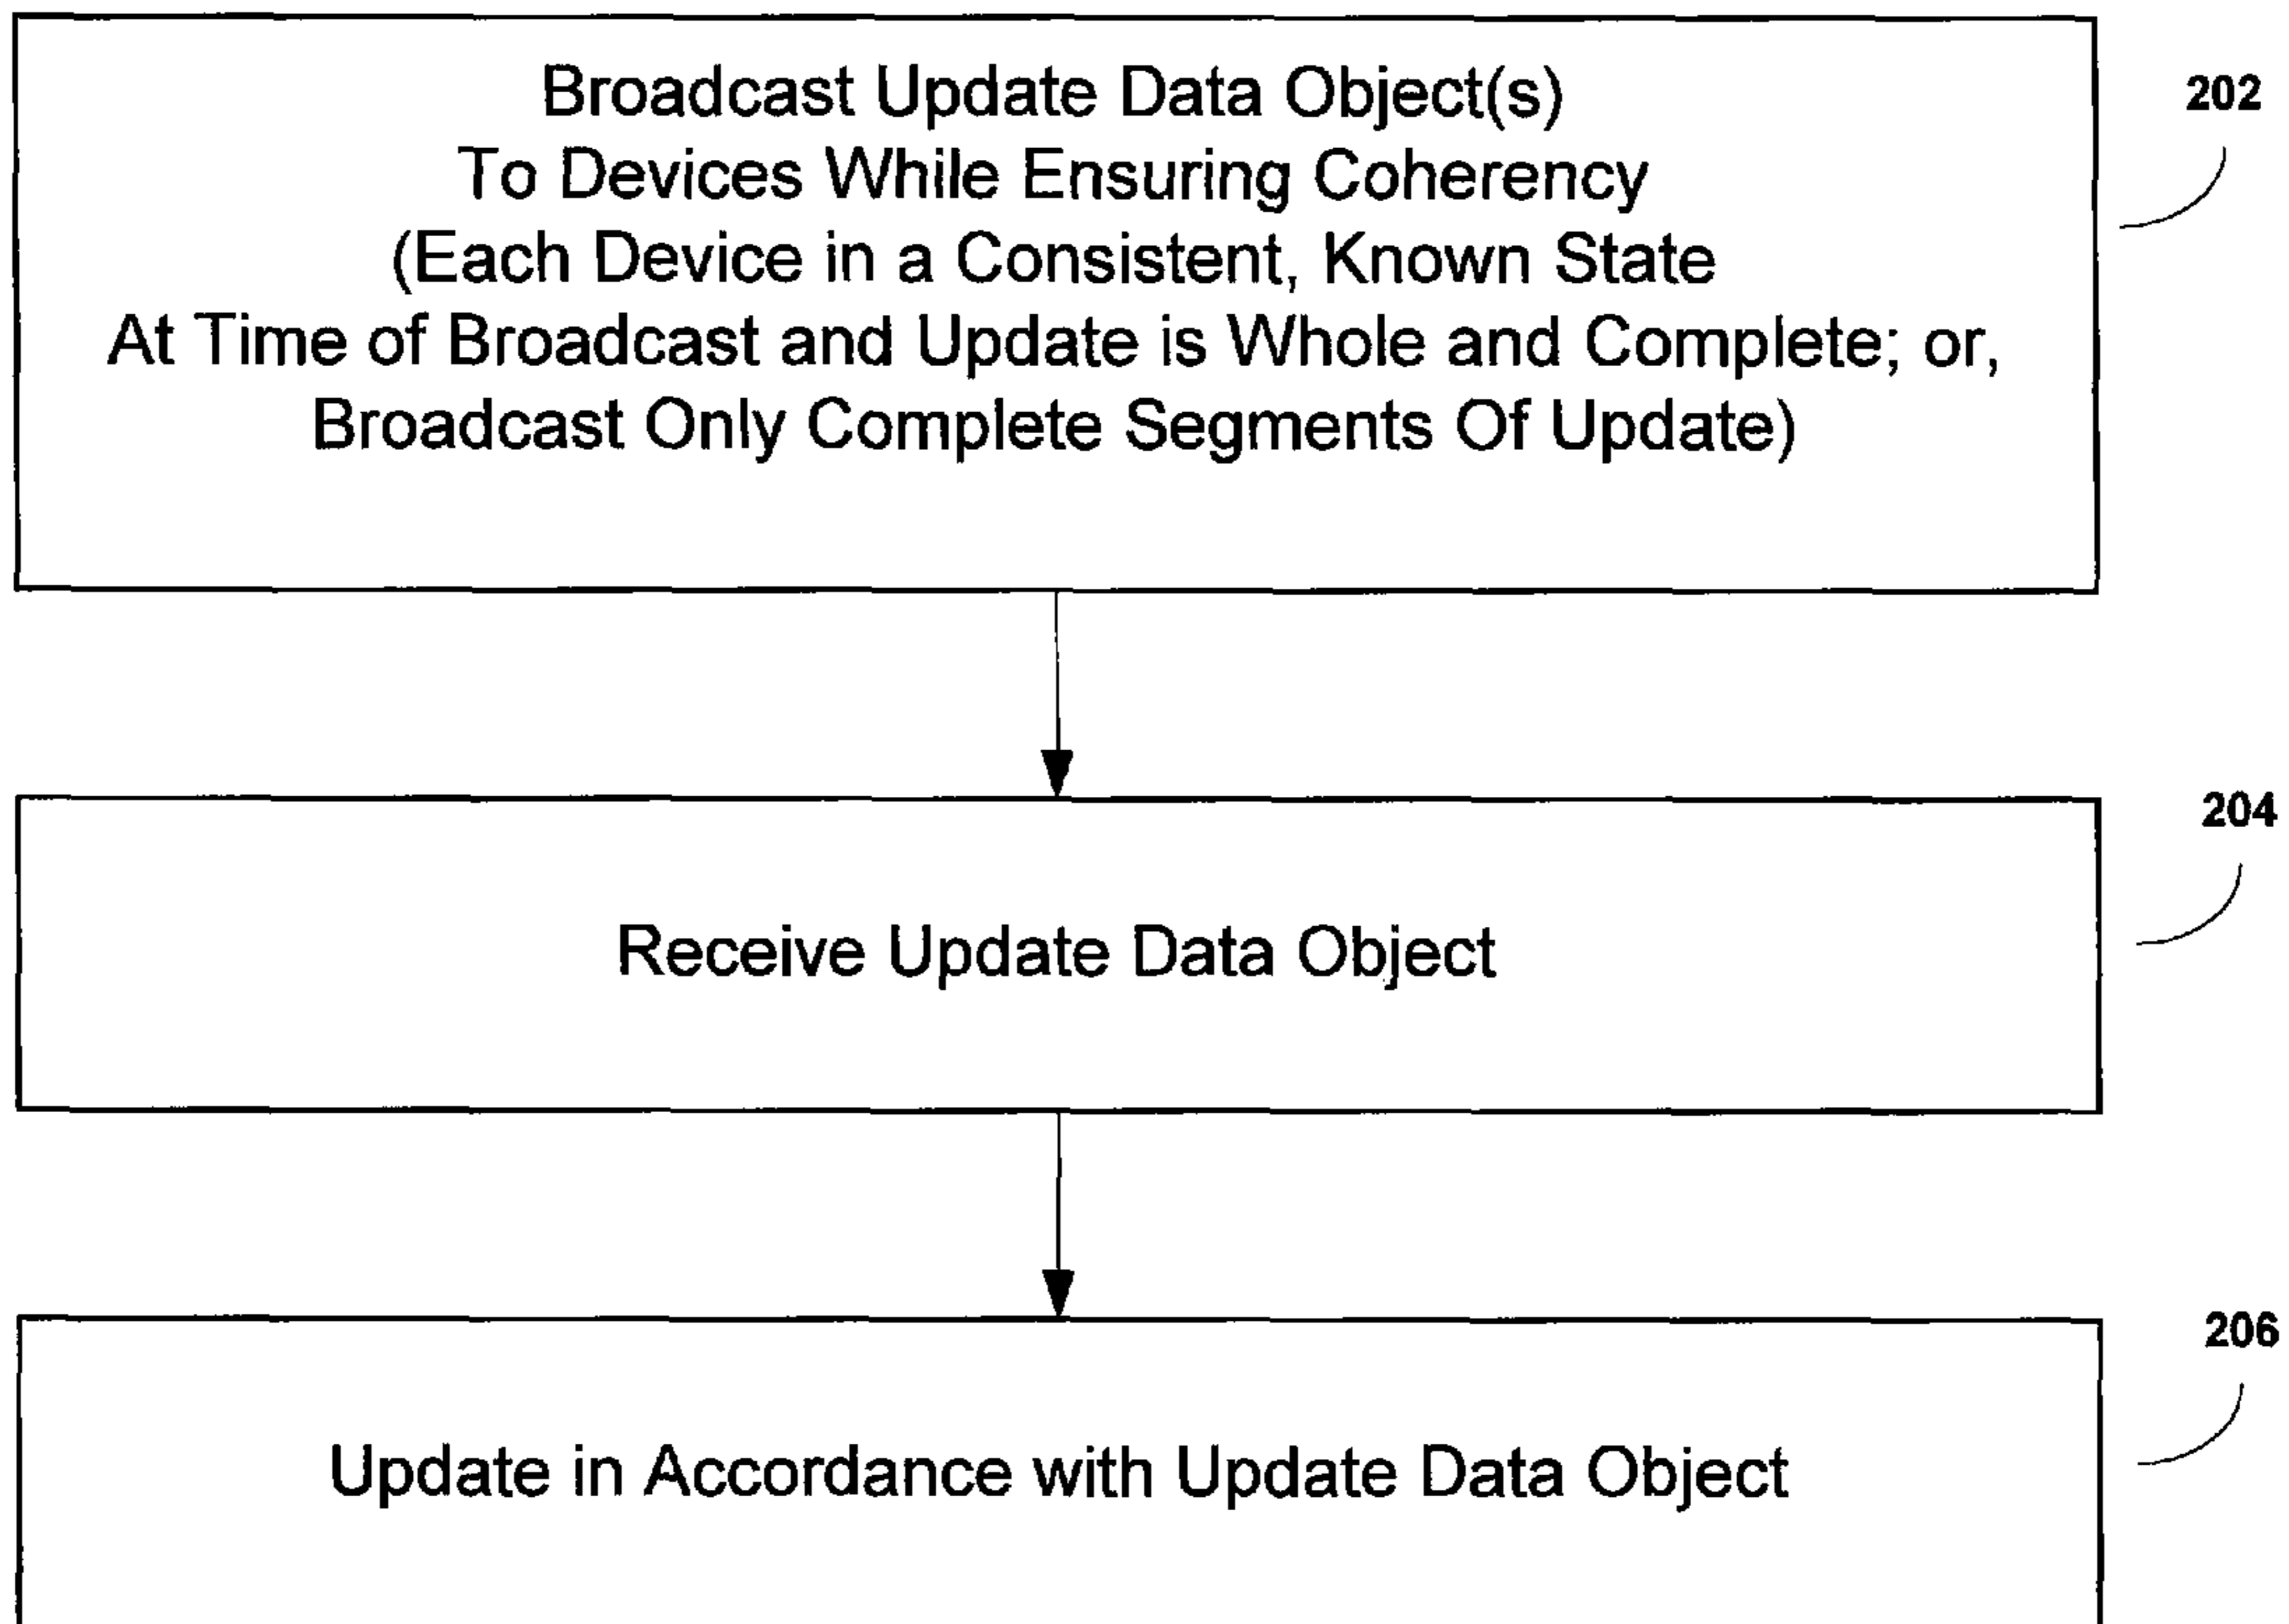 Broadcast Update Data Object(s)
To Devices While Ensuring Coherency
(Each Device in a Consistent, Known State
At Time of Broadcast and Update is Whole and Complete; or,
Broadcast Only Complete Segments Of Update)
202
Receive Update Data Object
204
Update in Accordance with Update Data Object
206